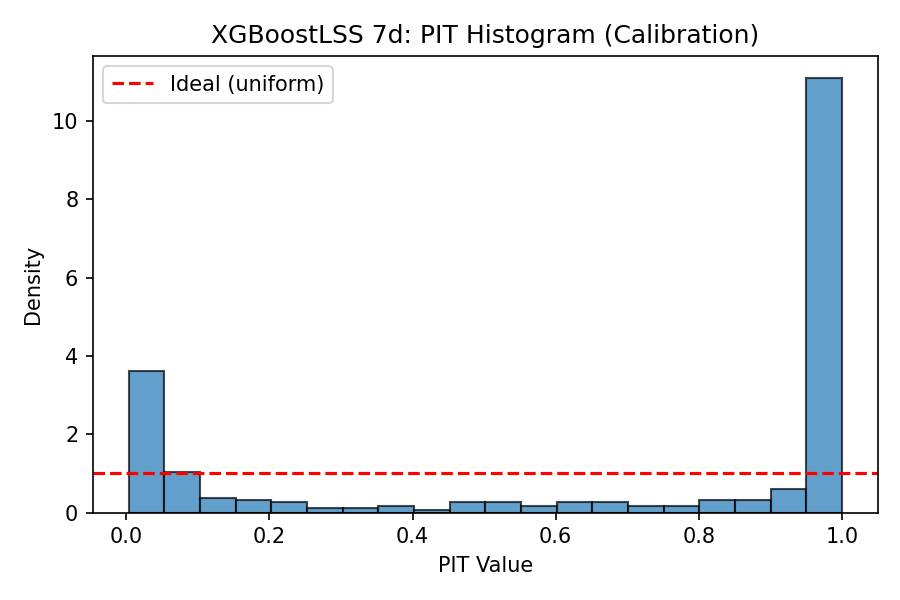 XGBoostLSS 7d: PIT Histogram (Calibration)
Ideal (uniform)
10
8
6
4
2
0
Density
0.0 0.2 0.4 0.6 0.8 1.0
PIT Value